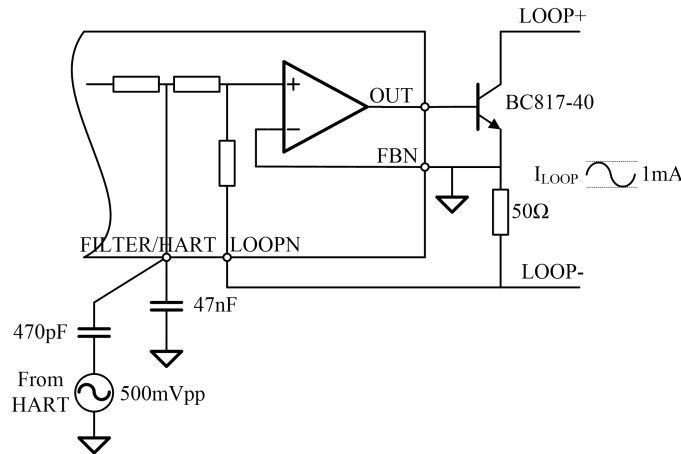 LOOP+
OUT
BC817-40
+
−
FBN
I_LOOP 1mA
50Ω
FILTER/HART LOOPN
LOOP-
47nF
470pF
From
HART
500mVpp